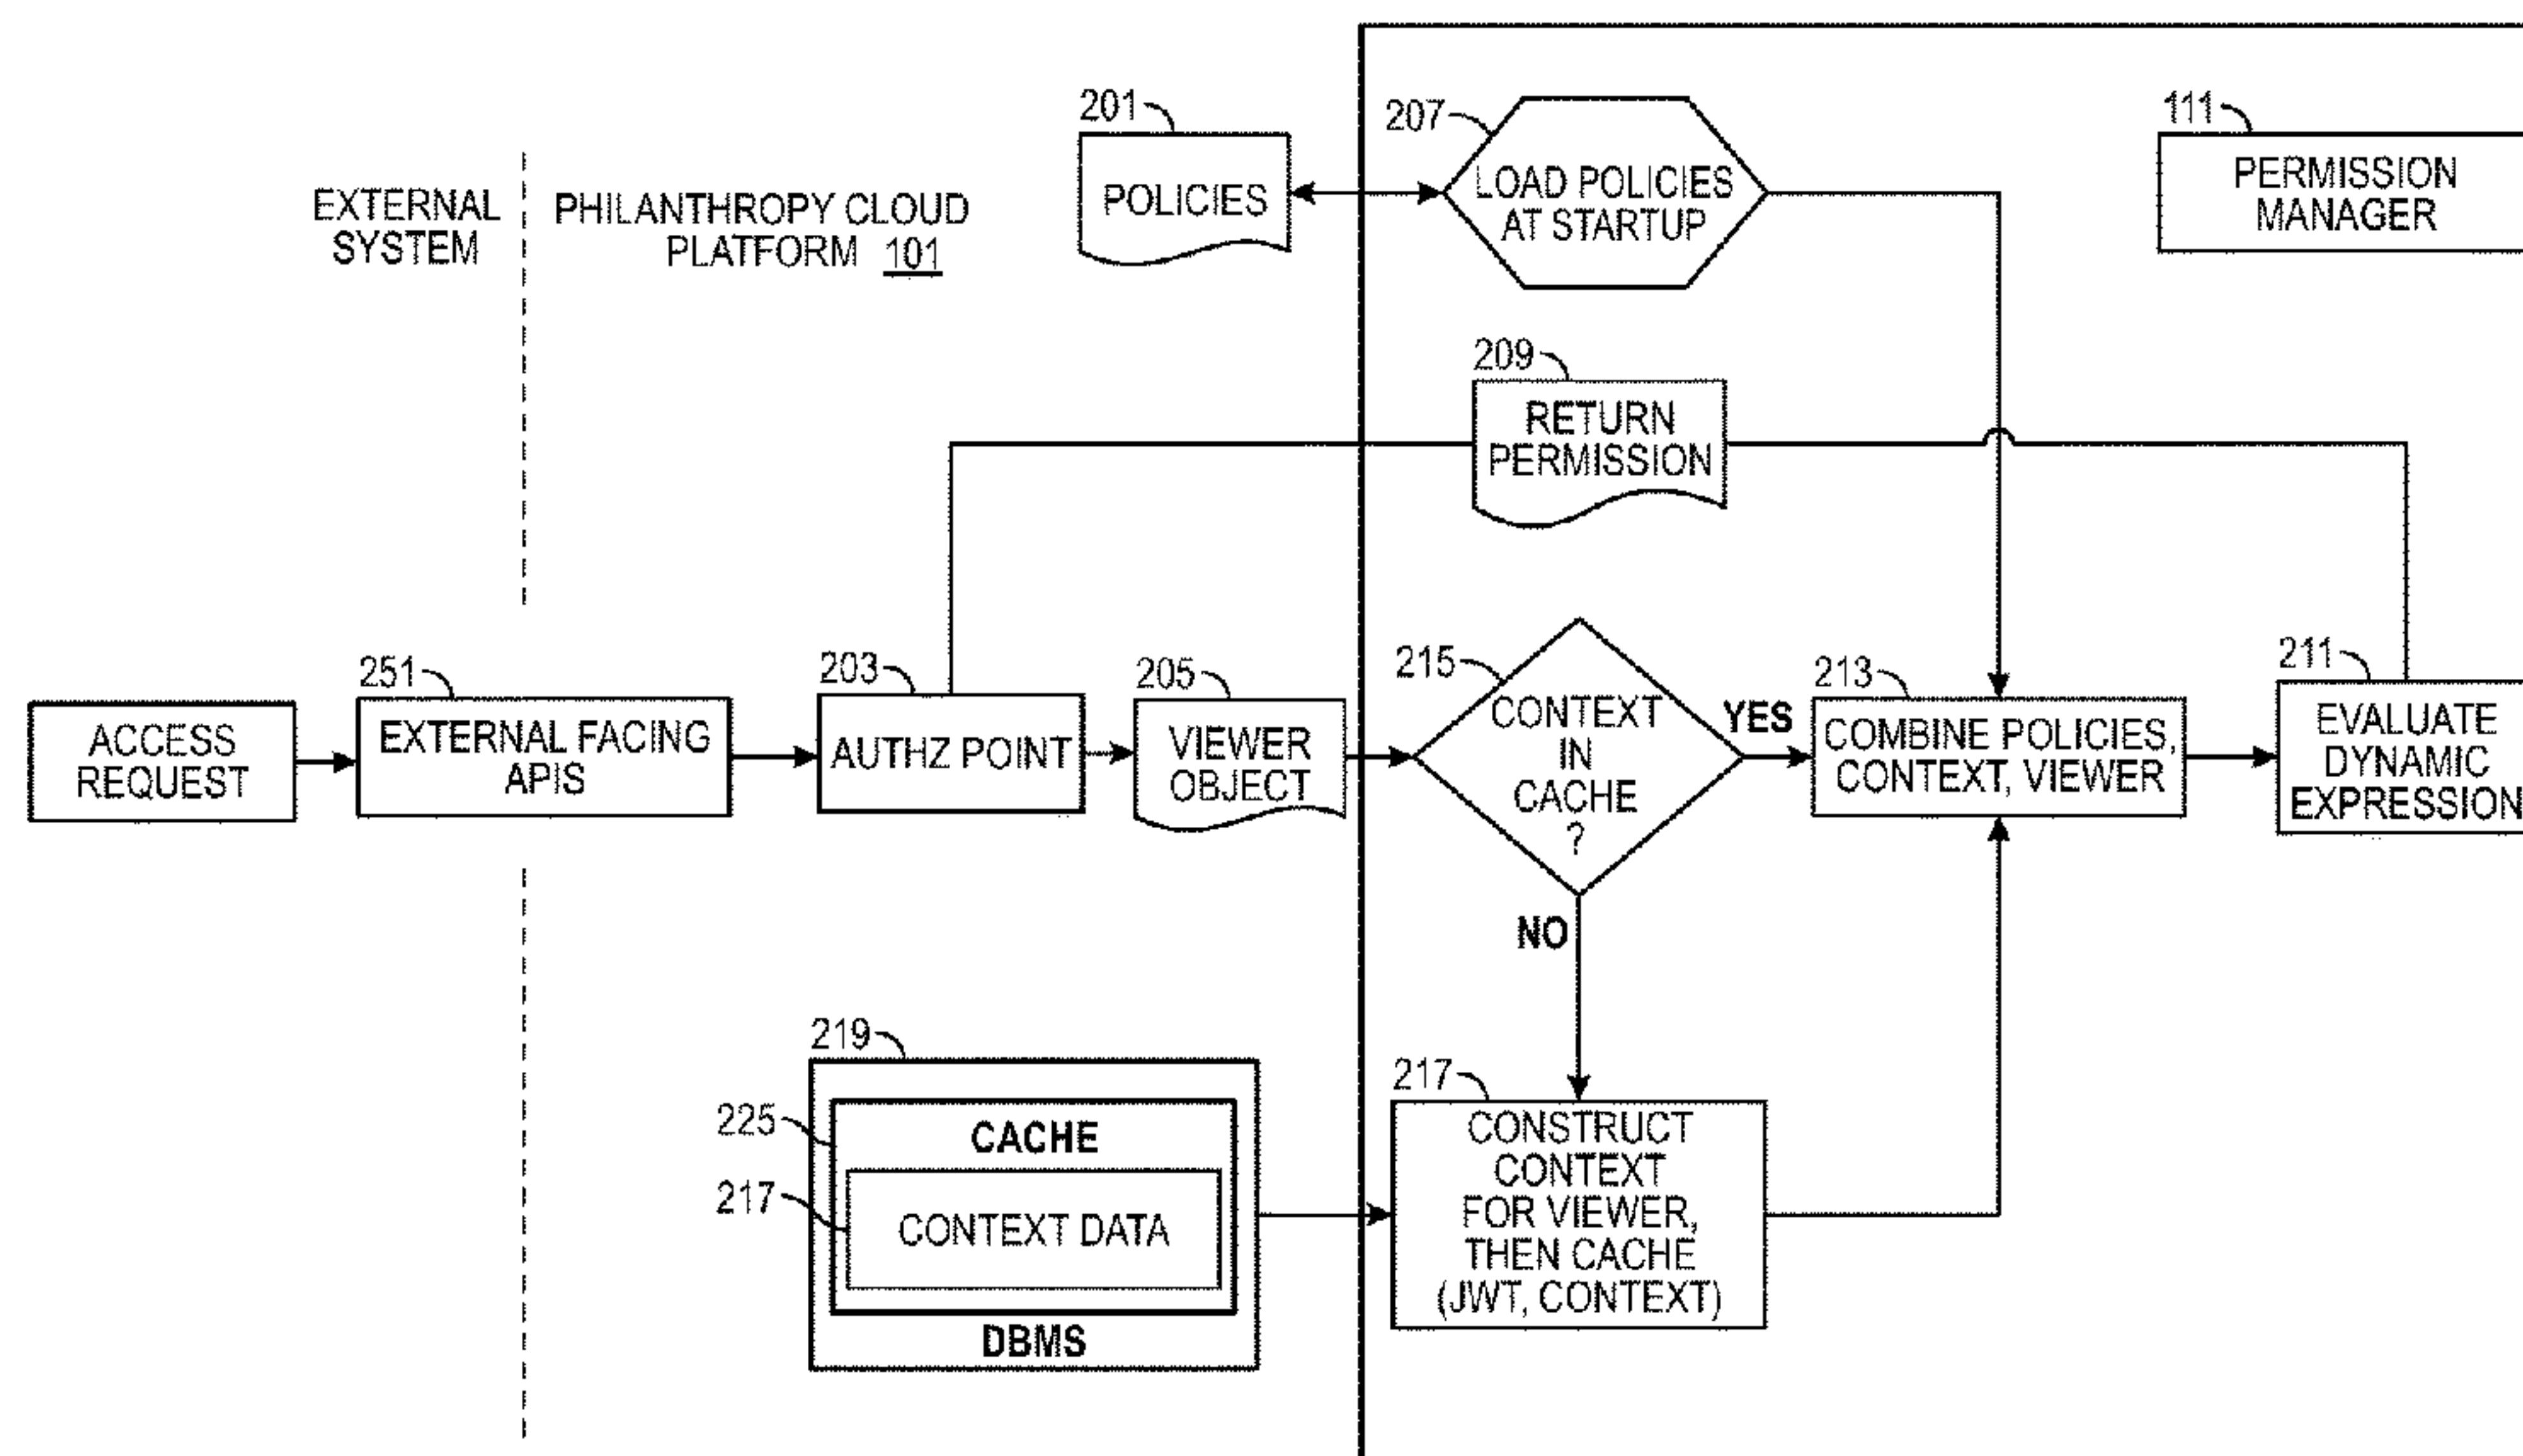 201
207
111
POLICIES
LOAD POLICIES
AT STARTUP
PERMISSION
MANAGER
EXTERNAL
SYSTEM
PHILANTHROPY CLOUD
PLATFORM 101
209
RETURN
PERMISSION
251
203
205
215
213
211
ACCESS
REQUEST
EXTERNAL FACING
APIS
AUTHZ POINT
VIEWER
OBJECT
CONTEXT
IN
CACHE
?
YES
NO
COMBINE POLICIES,
CONTEXT, VIEWER
EVALUATE
DYNAMIC
EXPRESSION
219
225
217
CACHE
CONTEXT DATA
DBMS
217
CONSTRUCT
CONTEXT
FOR VIEWER,
THEN CACHE
(JWT, CONTEXT)